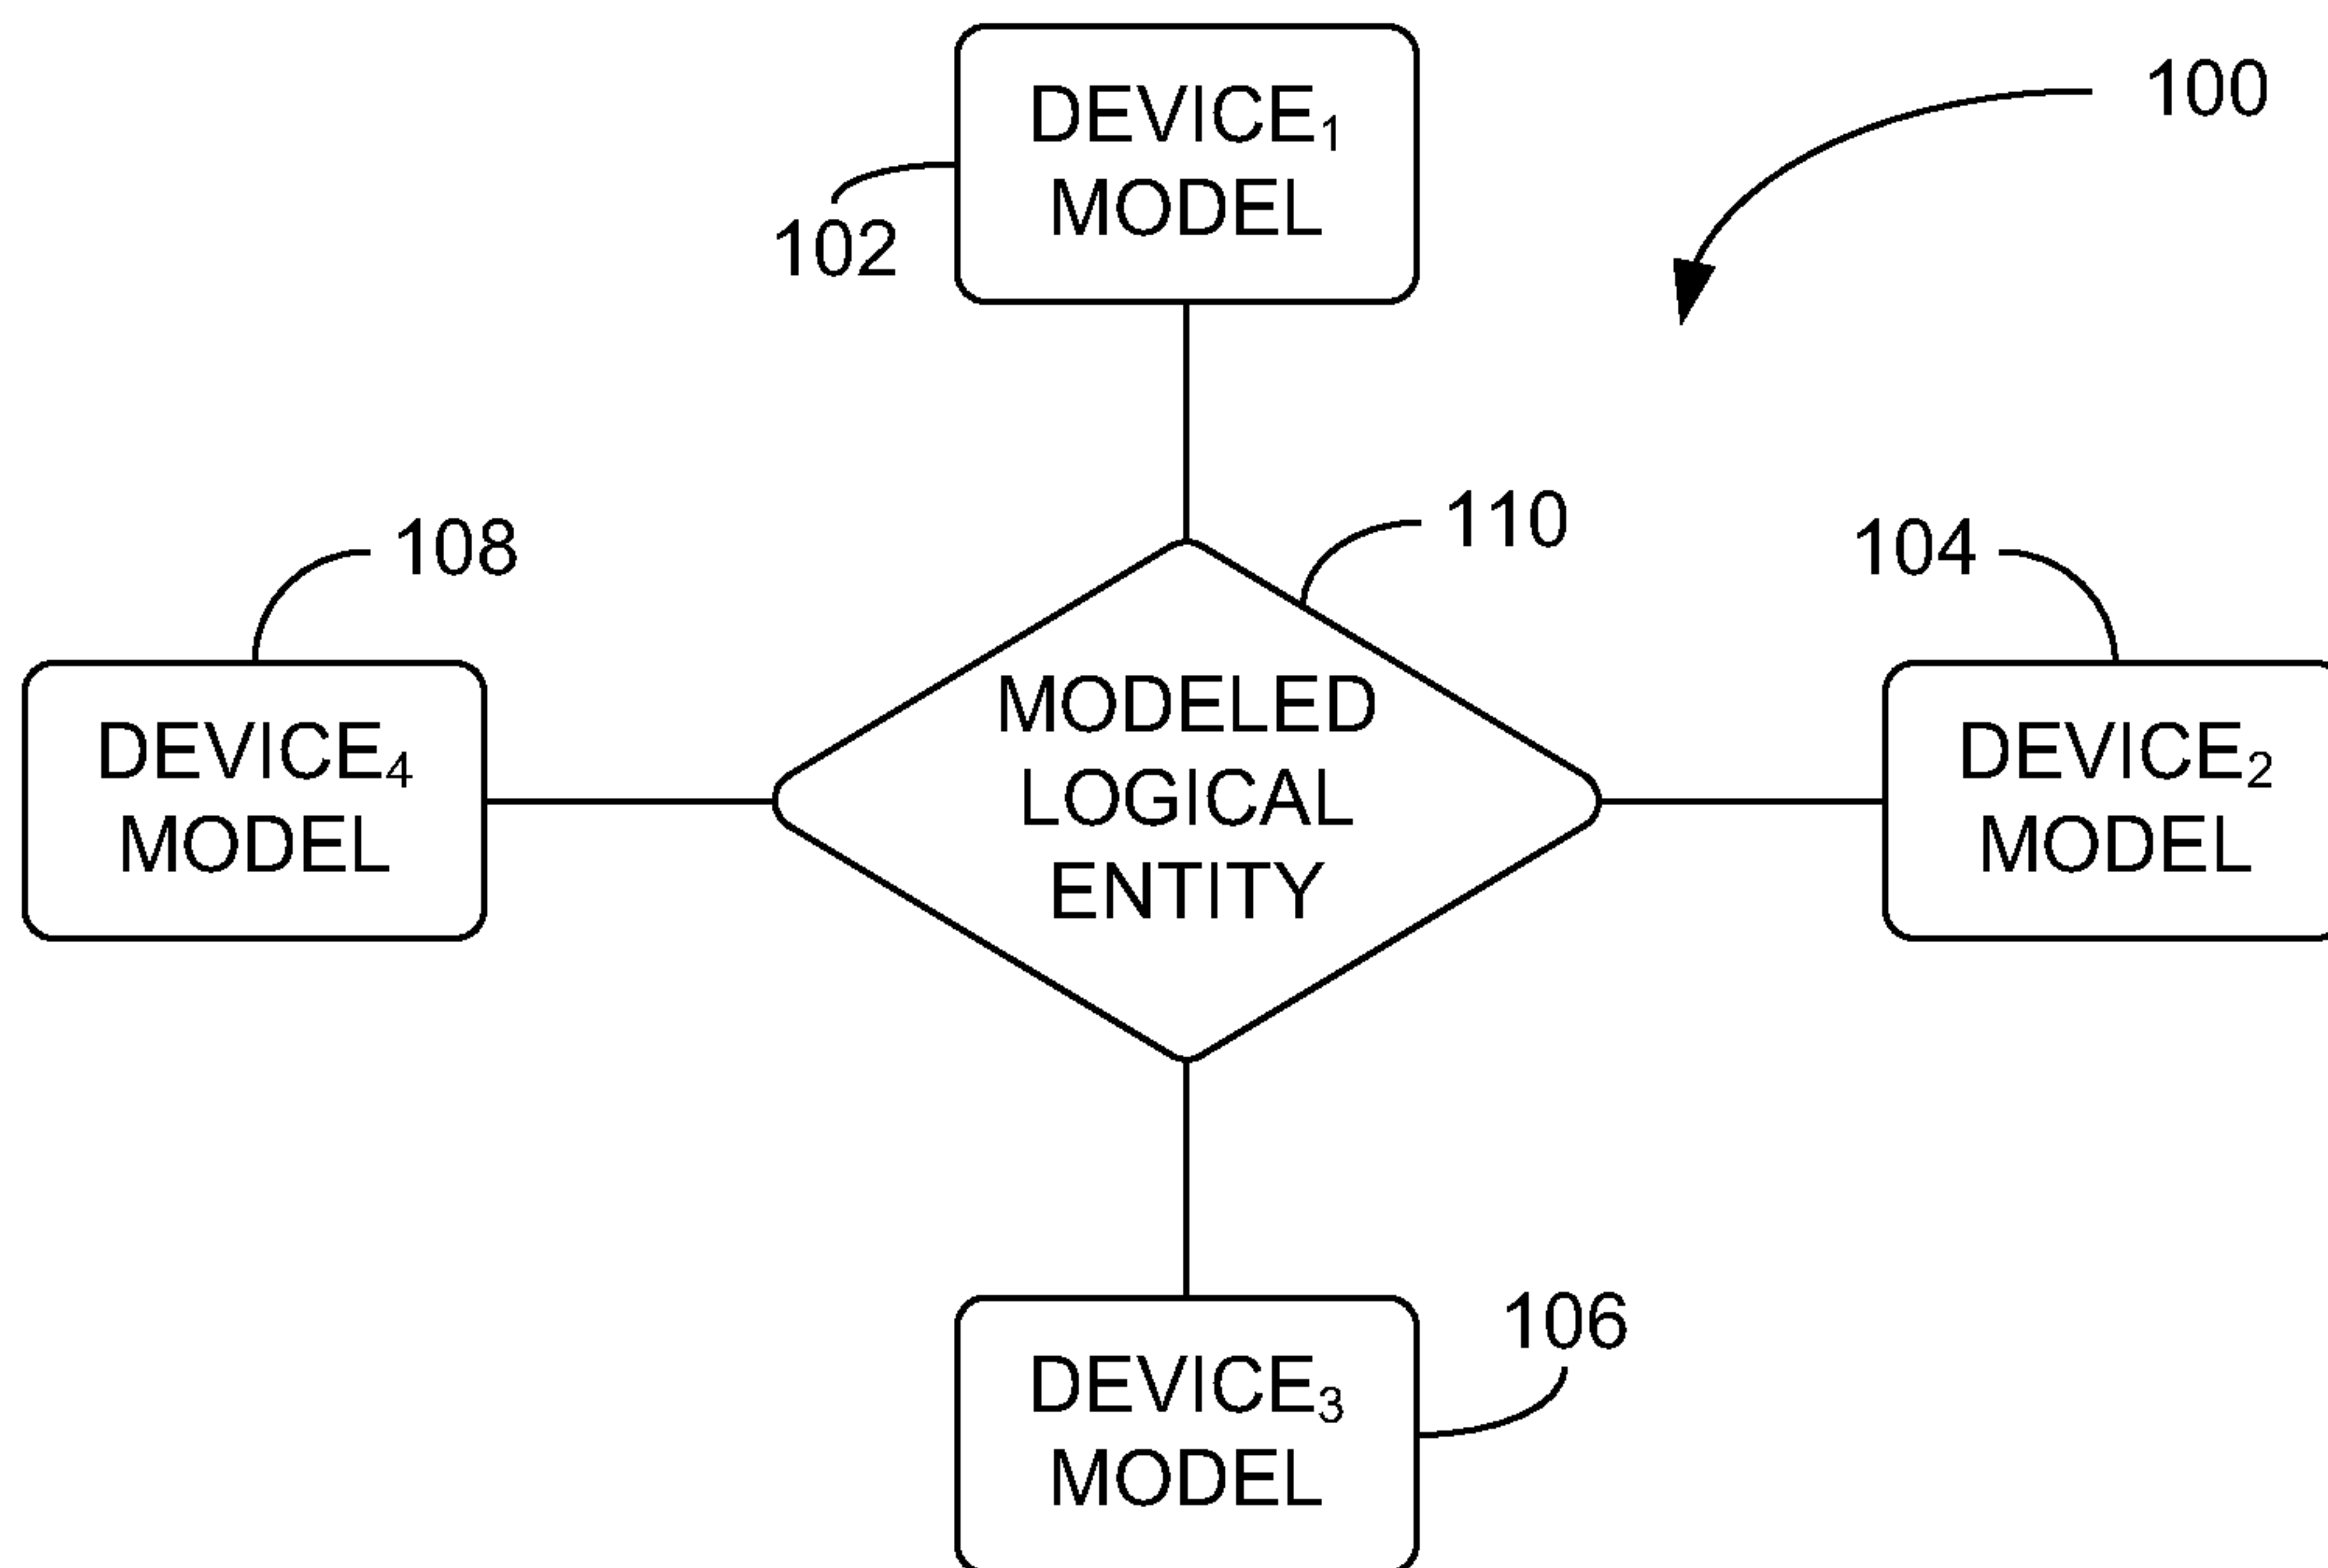 DEVICE₁
MODEL
100
102
110
108
104
MODELED
LOGICAL
ENTITY
DEVICE₄
MODEL
DEVICE₂
MODEL
106
DEVICE₃
MODEL